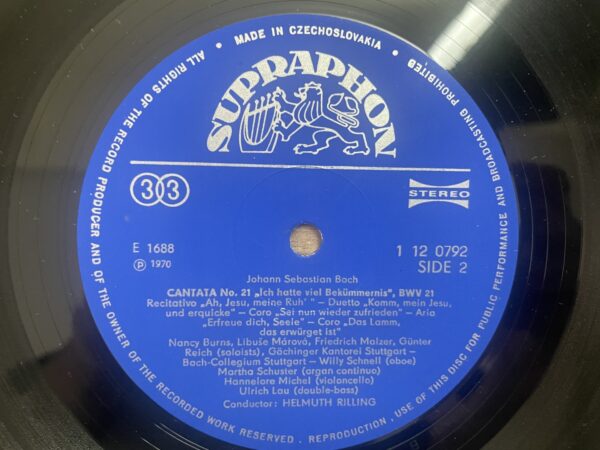 • MADE IN CZECHOSLOVAKIA •
ALL RIGHTS OF THE RECORD PRODUCER AND OF THE OWNER OF THE RECORDED WORK RESERVED . REPRODUCTION . USE OF THIS DISC FOR PUBLIC PERFORMANCE AND BROADCASTING PROHIBITED
SUPRAPHON
33
STEREO
E 1688
1 12 0792
Ⓟ 1970
SIDE 2
Johann Sebastian Bach
CANTATA No. 21 „Ich hatte viel Bekümmernis", BWV 21
Recitativo „Ah, Jesu, meine Ruh' " – Duetto „Komm, mein Jesu,
und erquicke" – Coro „Sei nun wieder zufrieden" – Aria
„Erfreue dich, Seele" – Coro „Das Lamm,
das erwürget ist"
Nancy Burns, Libuše Márová, Friedrich Melzer, Günter
Reich (soloists), Gächinger Kantorei Stuttgart –
Bach-Collegium Stuttgart – Willy Schnell (oboe)
Martha Schuster (organ continuo)
Hannelore Michel (violoncello)
Ulrich Lau (double-bass)
Conductor: HELMUTH RILLING